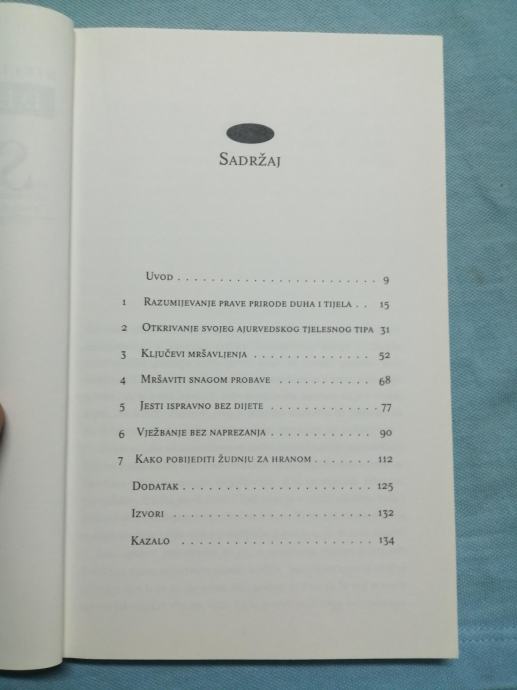 SADRŽAJ
UVOD . . . . . . . . . . . . . . . . . . . . . . . . 9
1 RAZUMIJEVANJE PRAVE PRIRODE DUHA I TIJELA . . 15
2 OTKRIVANJE SVOJEG AJURVEDSKOG TJELESNOG TIPA 31
3 KLJUČEVI MRŠAVLJENJA . . . . . . . . . . . . . . . 52
4 MRŠAVITI SNAGOM PROBAVE . . . . . . . . . . . . 68
5 JESTI ISPRAVNO BEZ DIJETE . . . . . . . . . . . . . 77
6 VJEŽBANJE BEZ NAPREZANJA . . . . . . . . . . . . . 90
7 KAKO POBIJEDITI ŽUDNJU ZA HRANOM . . . . . . . 112
DODATAK . . . . . . . . . . . . . . . . . . . . . . . 125
IZVORI . . . . . . . . . . . . . . . . . . . . . . . . 132
KAZALO . . . . . . . . . . . . . . . . . . . . . . . 134